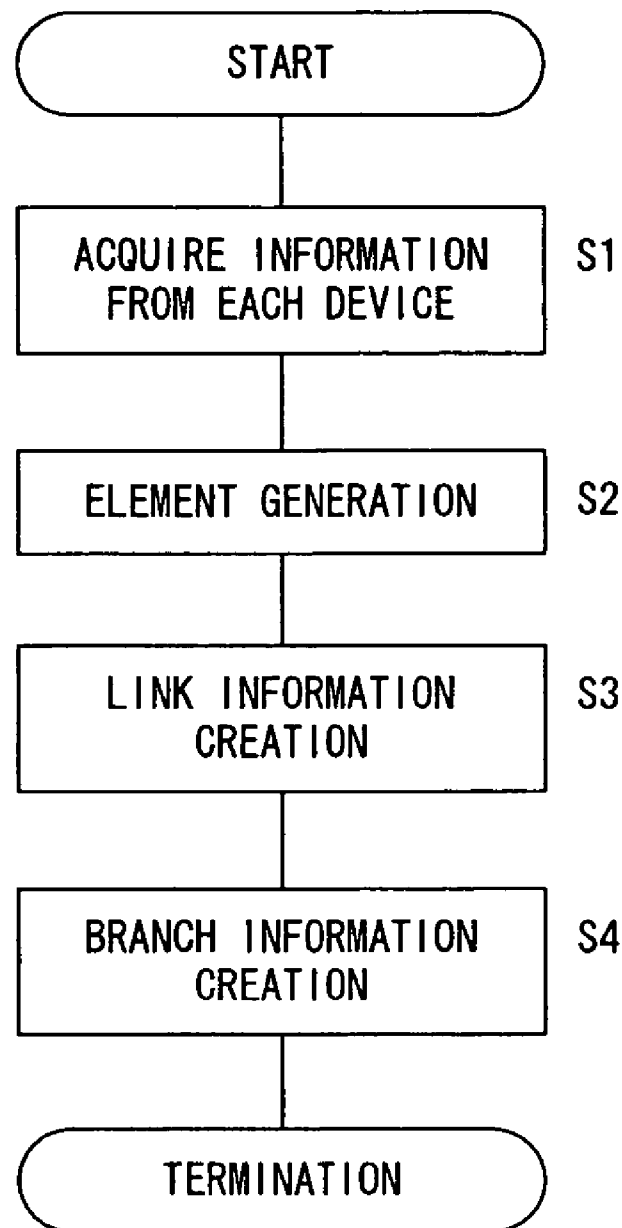 START
ACQUIRE INFORMATION
FROM EACH DEVICE
S1
ELEMENT GENERATION
S2
LINK INFORMATION
CREATION
S3
BRANCH INFORMATION
CREATION
S4
TERMINATION